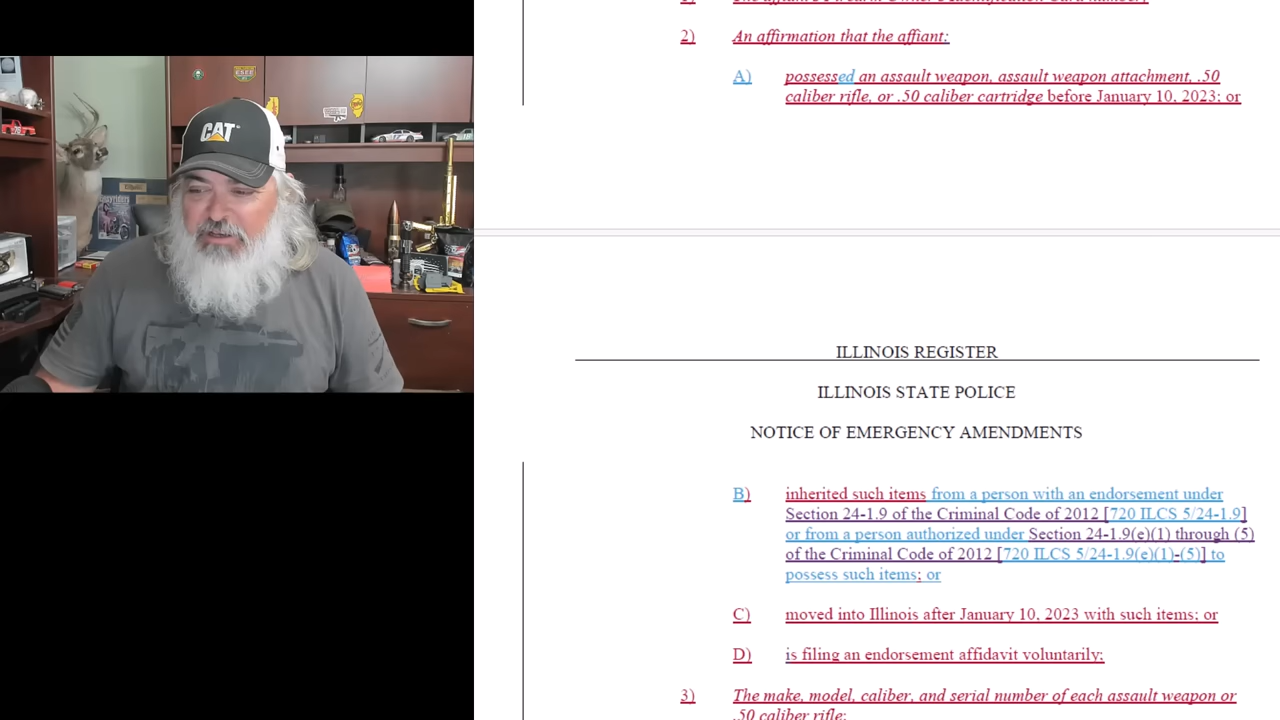 CAT
ESEE
2)
An affirmation that the affiant:
A)
possessed an assault weapon, assault weapon attachment, .50
caliber rifle, or .50 caliber cartridge before January 10, 2023; or
ILLINOIS REGISTER
ILLINOIS STATE POLICE
NOTICE OF EMERGENCY AMENDMENTS
B)
inherited such items from a person with an endorsement under
Section 24-1.9 of the Criminal Code of 2012 [720 ILCS 5/24-1.9]
or from a person authorized under Section 24-1.9(e)(1) through (5)
of the Criminal Code of 2012 [720 ILCS 5/24-1.9(e)(1)-(5)] to
possess such items; or
C)
moved into Illinois after January 10, 2023 with such items; or
D)
is filing an endorsement affidavit voluntarily;
3)
The make, model, caliber, and serial number of each assault weapon or
.50 caliber rifle;